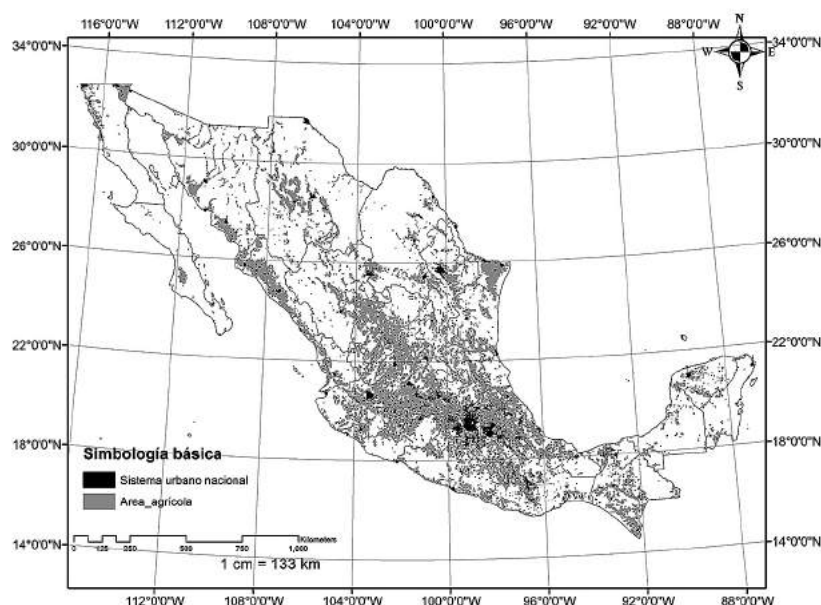 116°0'0"W 112°0'0"W 108°0'0"W 104°0'0"W 100°0'0"W 96°0'0"W 92°0'0"W 88°0'0"W
N
W E
S
34°0'0"N 34°0'0"N
30°0'0"N 30°0'0"N
26°0'0"N 26°0'0"N
22°0'0"N 22°0'0"N
18°0'0"N 18°0'0"N
14°0'0"N 14°0'0"N
Simbología básica
Sistema urbano nacional
Area_agrícola
Kilometers
0 125 250 500 750 1,000
1 cm = 133 km
112°0'0"W 108°0'0"W 104°0'0"W 100°0'0"W 96°0'0"W 92°0'0"W 88°0'0"W